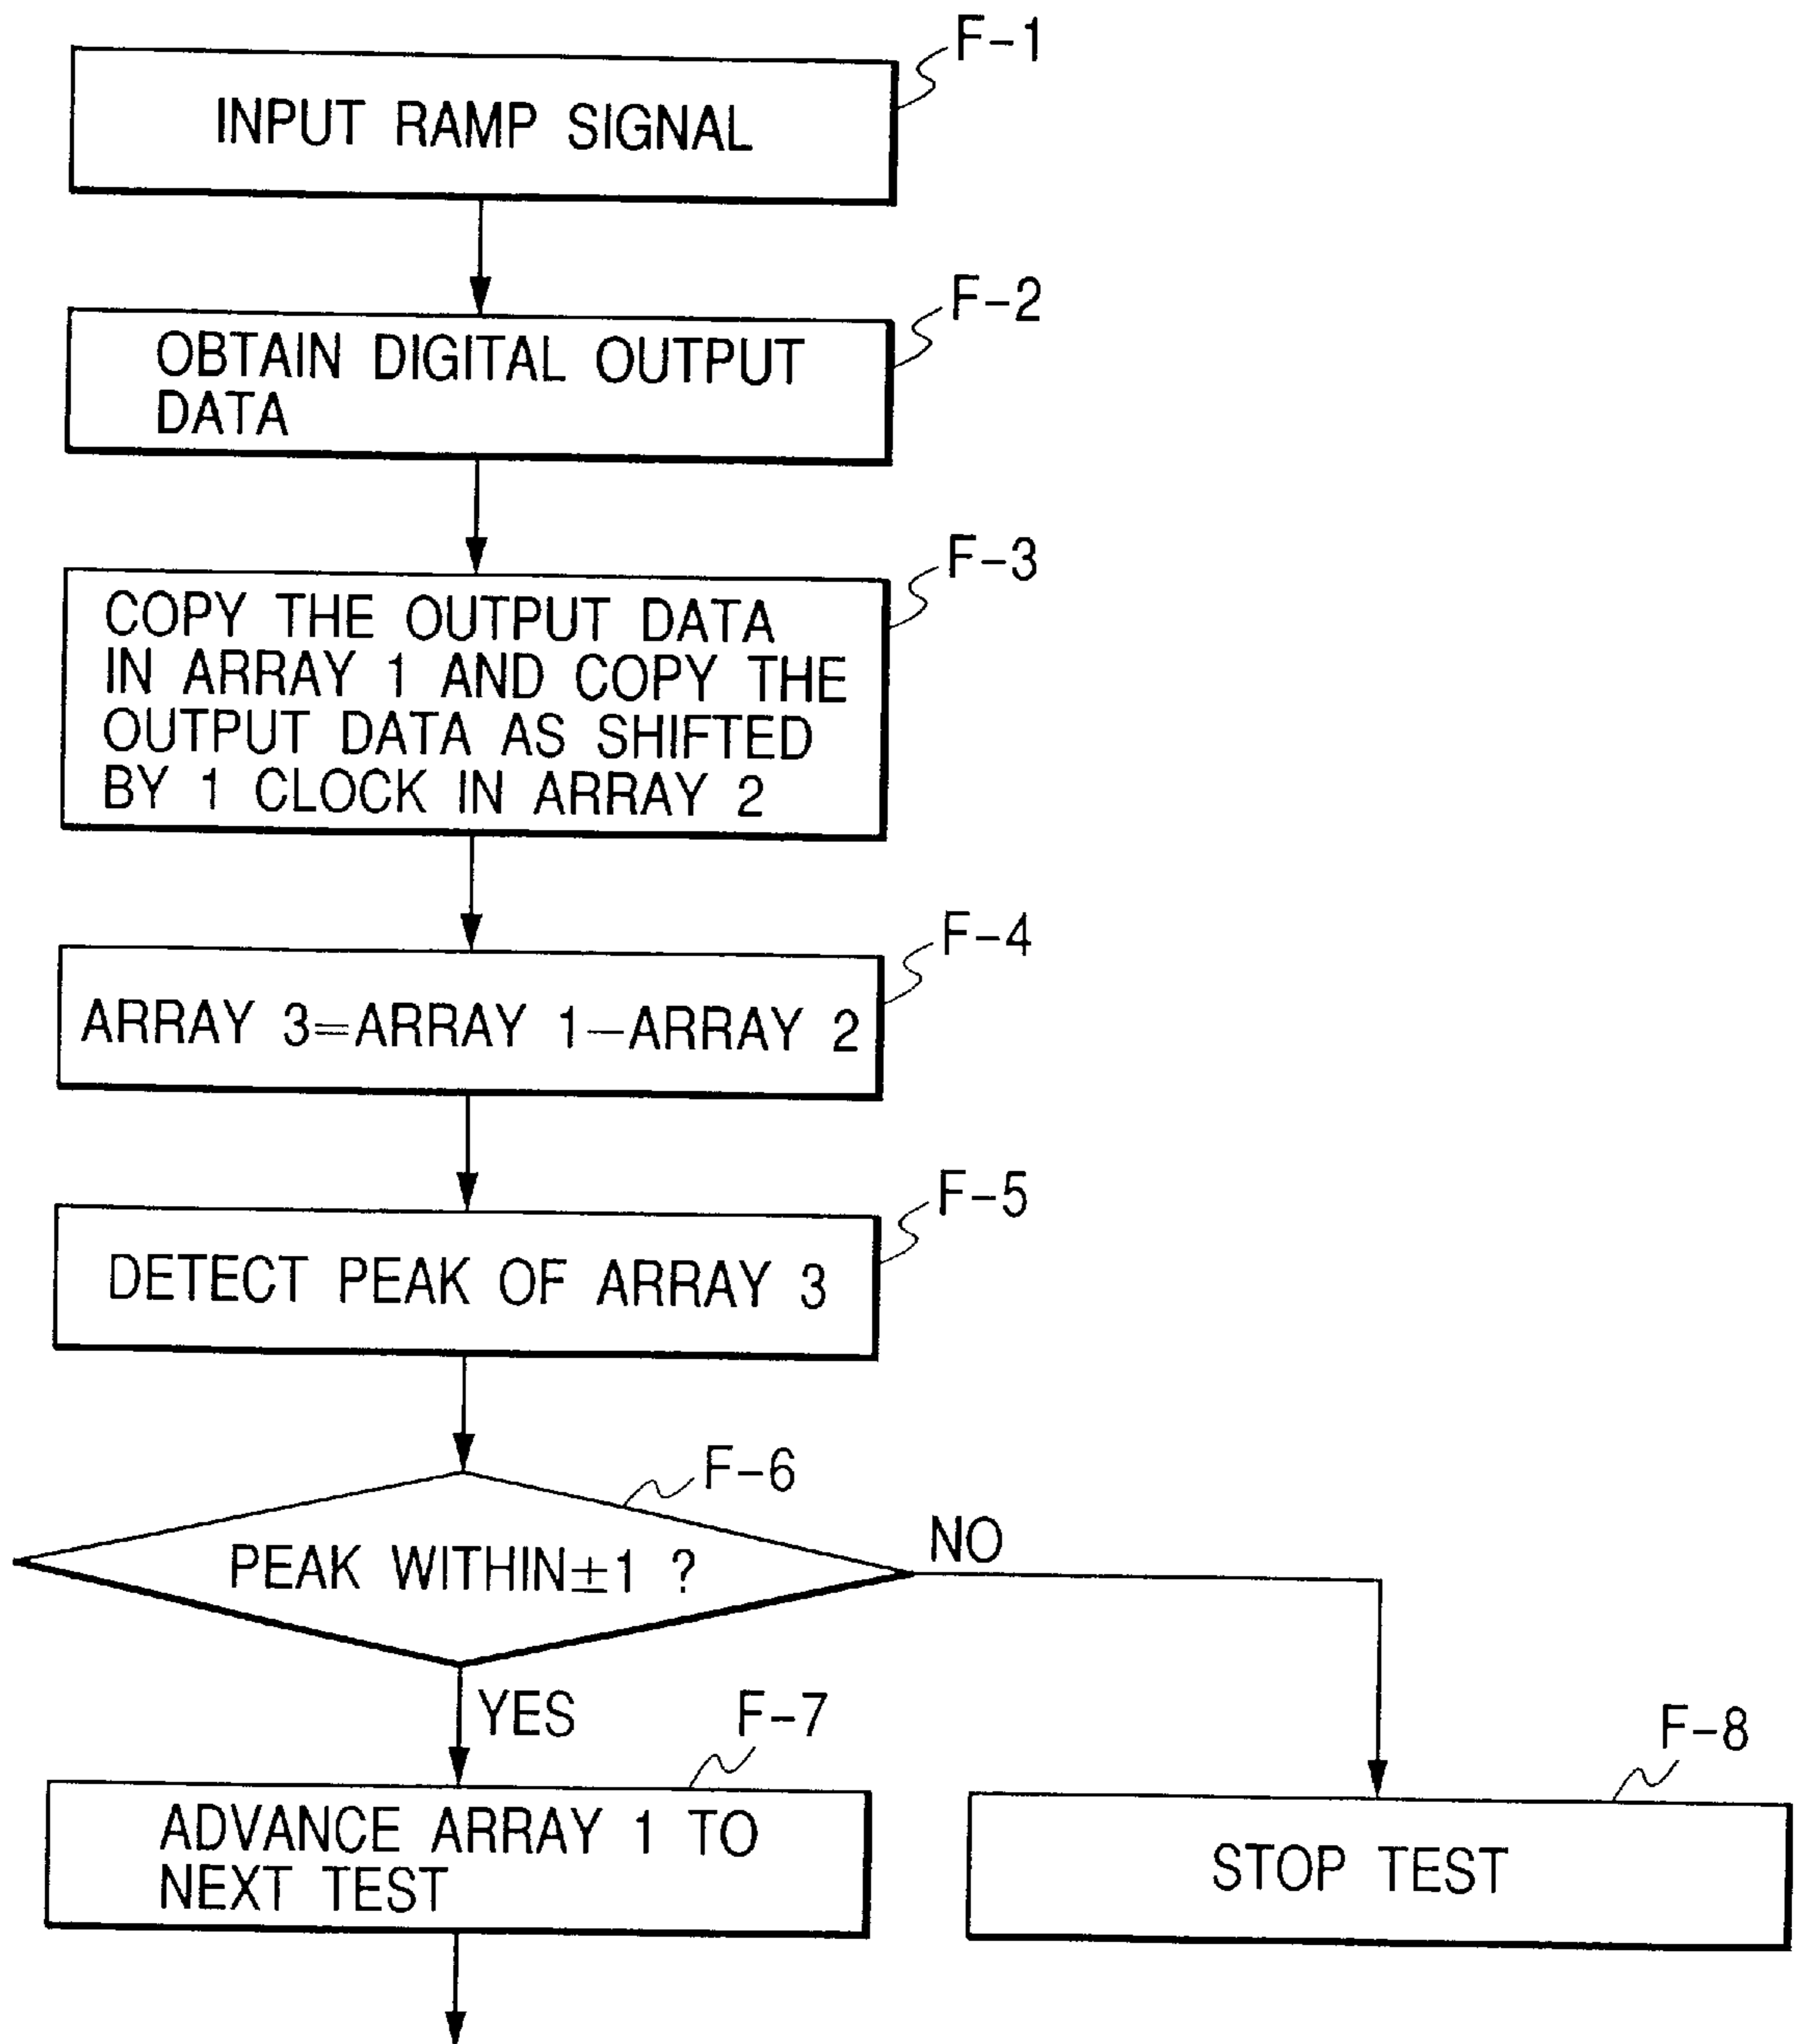 F-1
INPUT RAMP SIGNAL
F-2
OBTAIN DIGITAL OUTPUT
DATA
F-3
COPY THE OUTPUT DATA
IN ARRAY 1 AND COPY THE
OUTPUT DATA AS SHIFTED
BY 1 CLOCK IN ARRAY 2
F-4
ARRAY 3=ARRAY 1-ARRAY 2
F-5
DETECT PEAK OF ARRAY 3
F-6
PEAK WITHIN±1 ?
NO
YES
F-7
ADVANCE ARRAY 1 TO
NEXT TEST
F-8
STOP TEST